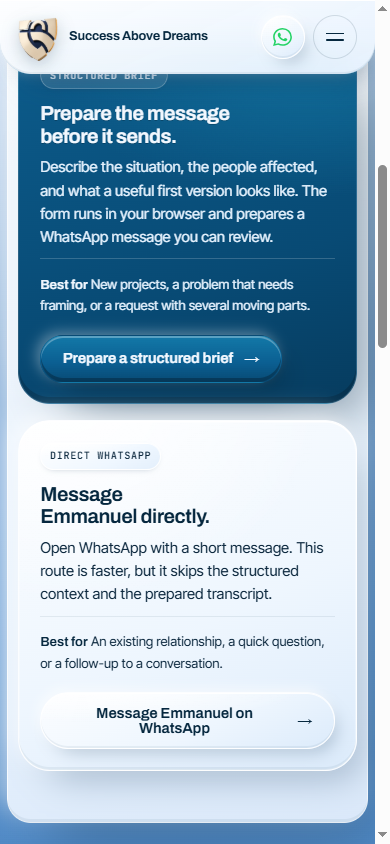 Success Above Dreams
STRUCTURED BRIEF
Prepare the message
before it sends.
Describe the situation, the people affected,
and what a useful first version looks like. The
form runs in your browser and prepares a
WhatsApp message you can review.
Best for New projects, a problem that needs
framing, or a request with several moving parts.
Prepare a structured brief →
DIRECT WHATSAPP
Message
Emmanuel directly.
Open WhatsApp with a short message. This
route is faster, but it skips the structured
context and the prepared transcript.
Best for An existing relationship, a quick question,
or a follow-up to a conversation.
Message Emmanuel on
WhatsApp →